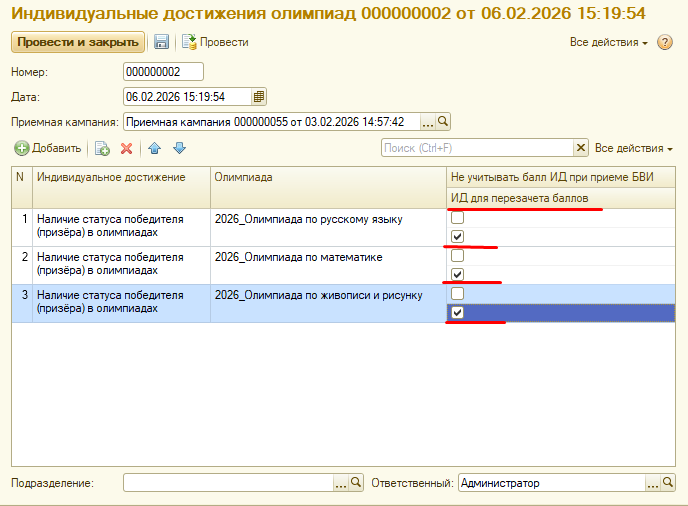 Индивидуальные достижения олимпиад 000000002 от 06.02.2026 15:19:54
Провести и закрыть Провести Все действия ?
Номер: 000000002
Дата: 06.02.2026 15:19:54
Приемная кампания: Приемная кампания 000000055 от 03.02.2026 14:57:42 ...
Добавить Поиск (Ctrl+F) Все действия
N Индивидуальное достижение Олимпиада Не учитывать балл ИД при приеме БВИ
ИД для перезачета баллов
1 Наличие статуса победителя 2026_Олимпиада по русскому языку
(призёра) в олимпиадах
2 Наличие статуса победителя 2026_Олимпиада по математике
(призёра) в олимпиадах
3 Наличие статуса победителя 2026_Олимпиада по живописи и рисунку
(призёра) в олимпиадах
Подразделение: ... Ответственный: Администратор ...